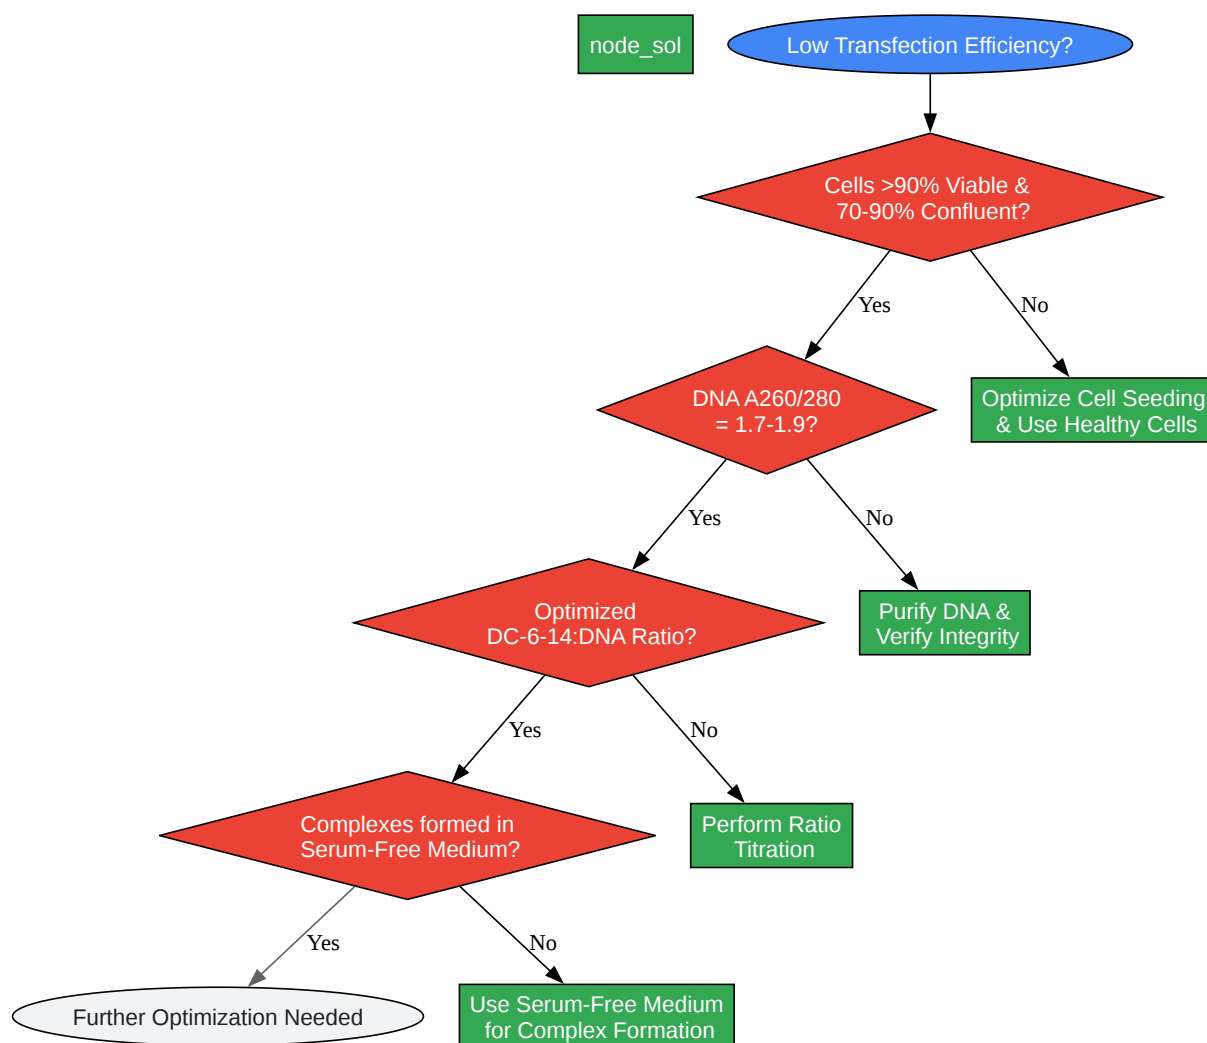 node_sol
Low Transfection Efficiency?
Cells >90% Viable &
70-90% Confluent?
Yes
No
DNA A260/280
= 1.7-1.9?
Optimize Cell Seeding
& Use Healthy Cells
Yes
No
Optimized
DC-6-14:DNA Ratio?
Purify DNA &
Verify Integrity
Yes
No
Complexes formed in
Serum-Free Medium?
Perform Ratio
Titration
Yes
No
Further Optimization Needed
Use Serum-Free Medium
for Complex Formation